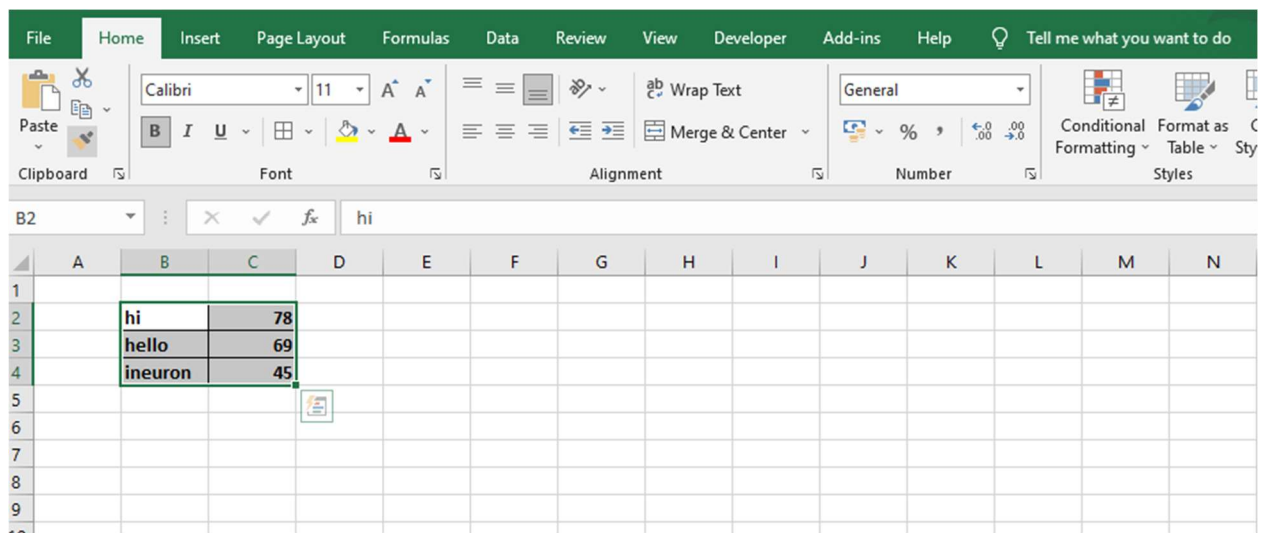 File Home Insert Page Layout Formulas Data Review View Developer Add-ins Help Tell me what you want to do
Calibri 11 A A ab Wrap Text General
Paste B I U A Merge & Center % , Conditional Format as
Formatting Table Sty
Clipboard Font Alignment Number Styles
B2 fx hi
A B C D E F G H I J K L M N
1
2 hi 78
3 hello 69
4 ineuron 45
5
6
7
8
9